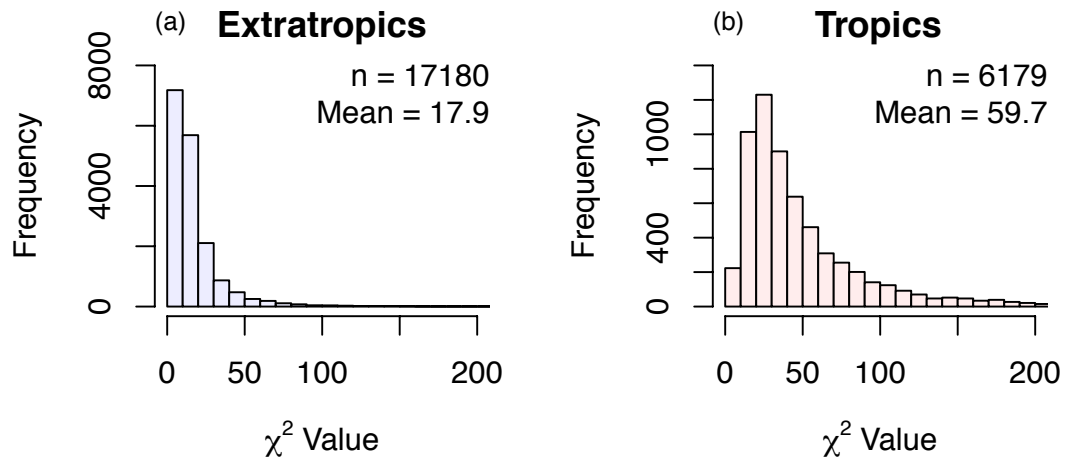 (a) Extratropics
n = 17180
Mean = 17.9
Frequency
0 4000 8000
0 50 100 200
χ² Value
(b) Tropics
n = 6179
Mean = 59.7
Frequency
0 400 1000
0 50 100 200
χ² Value